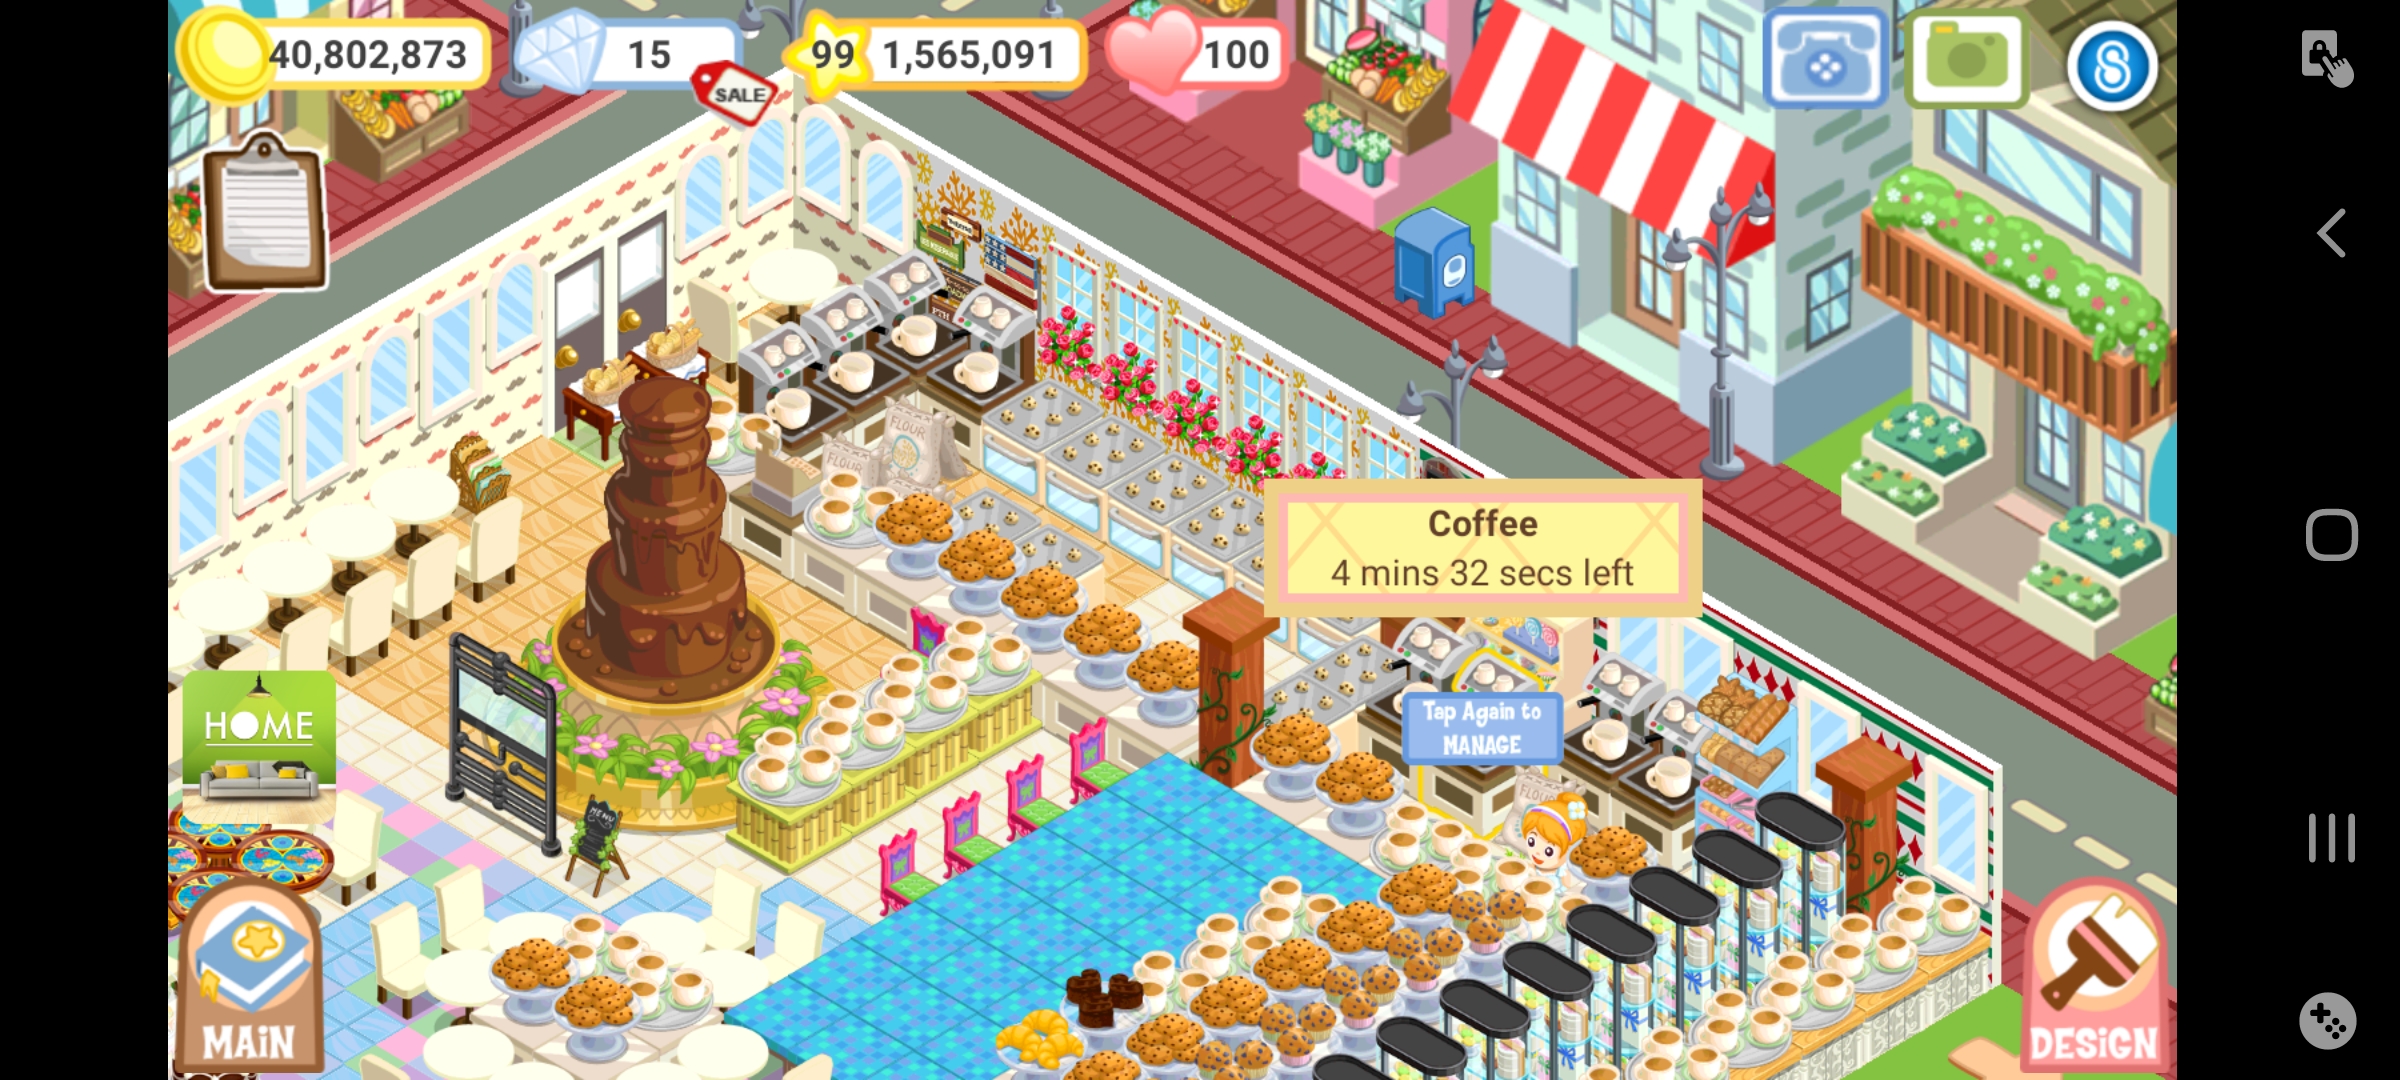 40,802,873
15
SALE
99
1,565,091
100
FLOUR
FLOUR
Coffee
4 mins 32 secs left
Tap Again to
MANAGE
HOME
MENU
MAiN
DESiGN